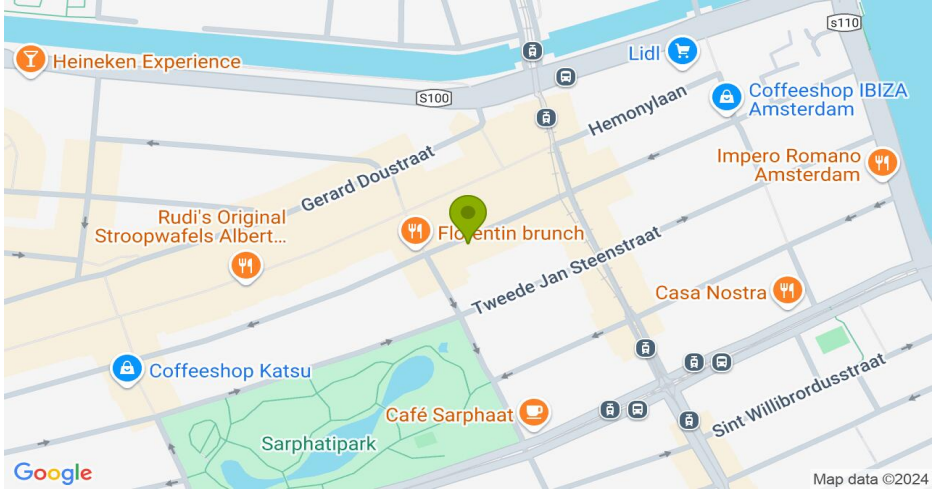 s110
Lidl
Heineken Experience
S100
Coffeeshop IBIZA
Amsterdam
Hemonylaan
Gerard Doustraat
Impero Romano
Amsterdam
Rudi's Original
Stroopwafels Albert...
Florentin brunch
Tweede Jan Steenstraat
Casa Nostra
Coffeeshop Katsu
Café Sarphaat
Sint Willibrordusstraat
Sarphatipark
Google
Map data ©2024